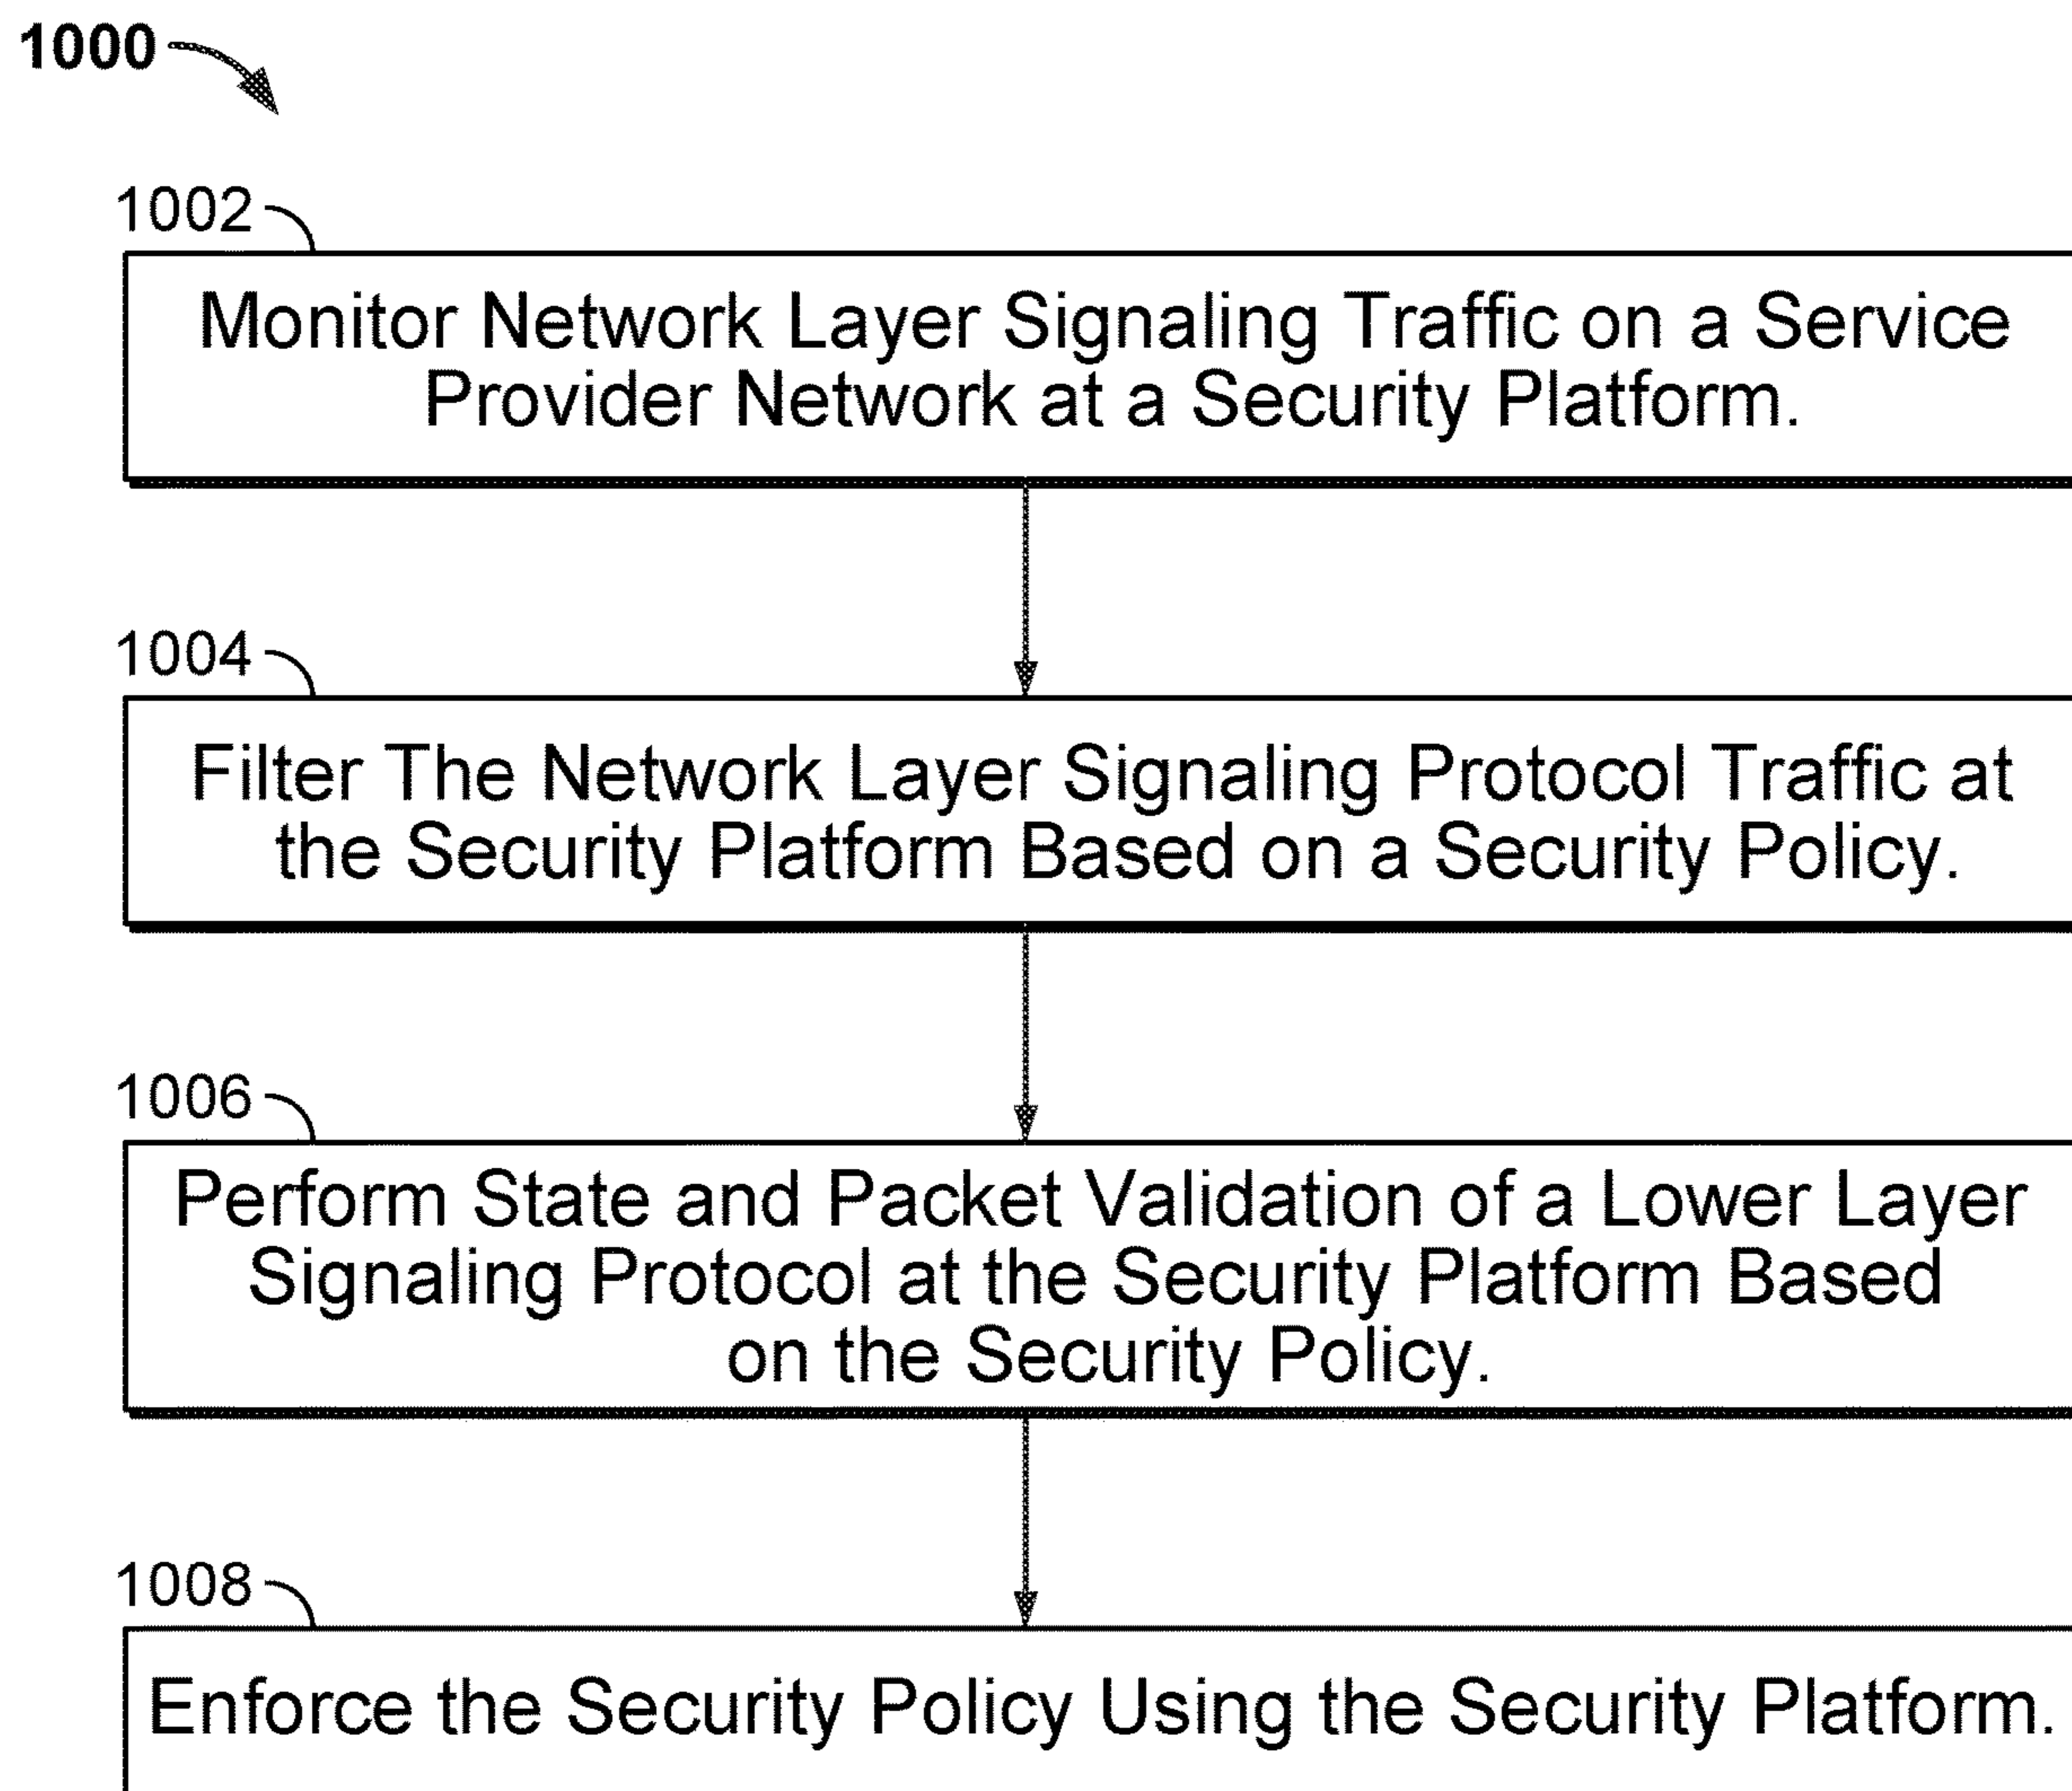 1000
1002
Monitor Network Layer Signaling Traffic on a Service
Provider Network at a Security Platform.
1004
Filter The Network Layer Signaling Protocol Traffic at
the Security Platform Based on a Security Policy.
1006
Perform State and Packet Validation of a Lower Layer
Signaling Protocol at the Security Platform Based
on the Security Policy.
1008
Enforce the Security Policy Using the Security Platform.